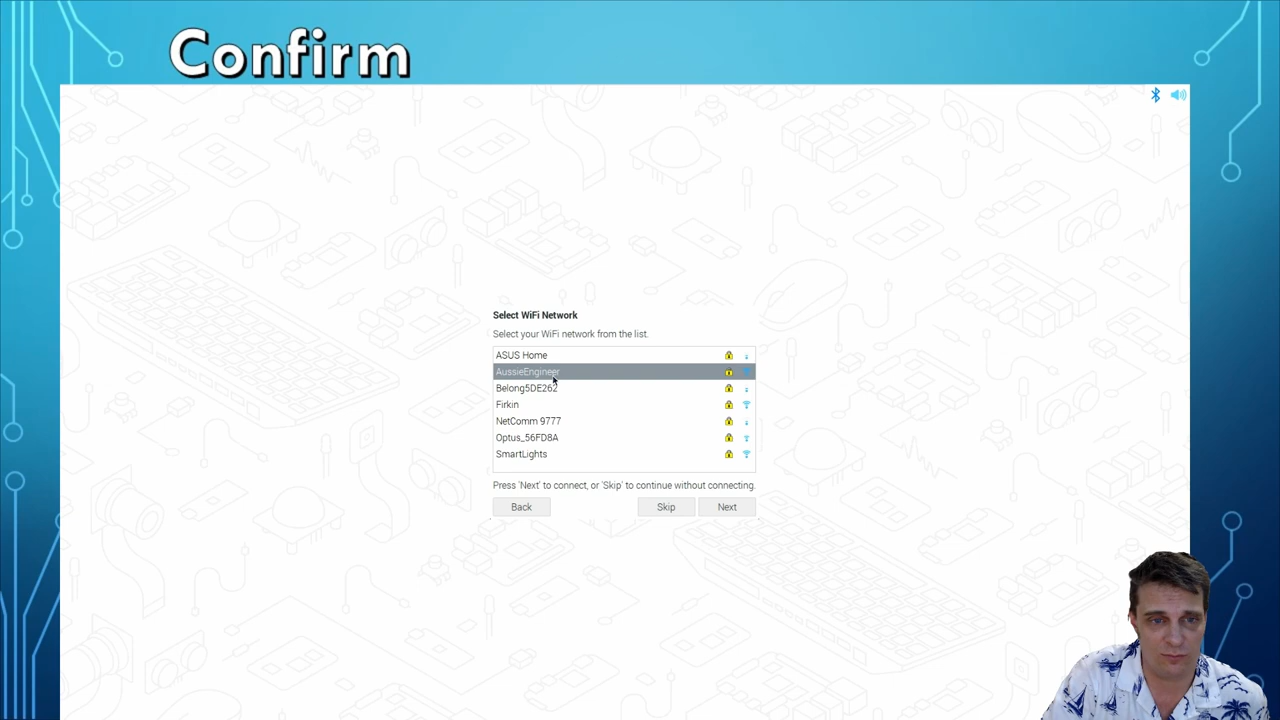 Confirm
Select WiFi Network
Select your WiFi network from the list.
ASUS Home
AussieEngineer
Belong5DE262
Firkin
NetComm 9777
Optus_56FD8A
SmartLights
Press 'Next' to connect, or 'Skip' to continue without connecting.
Back Skip Next